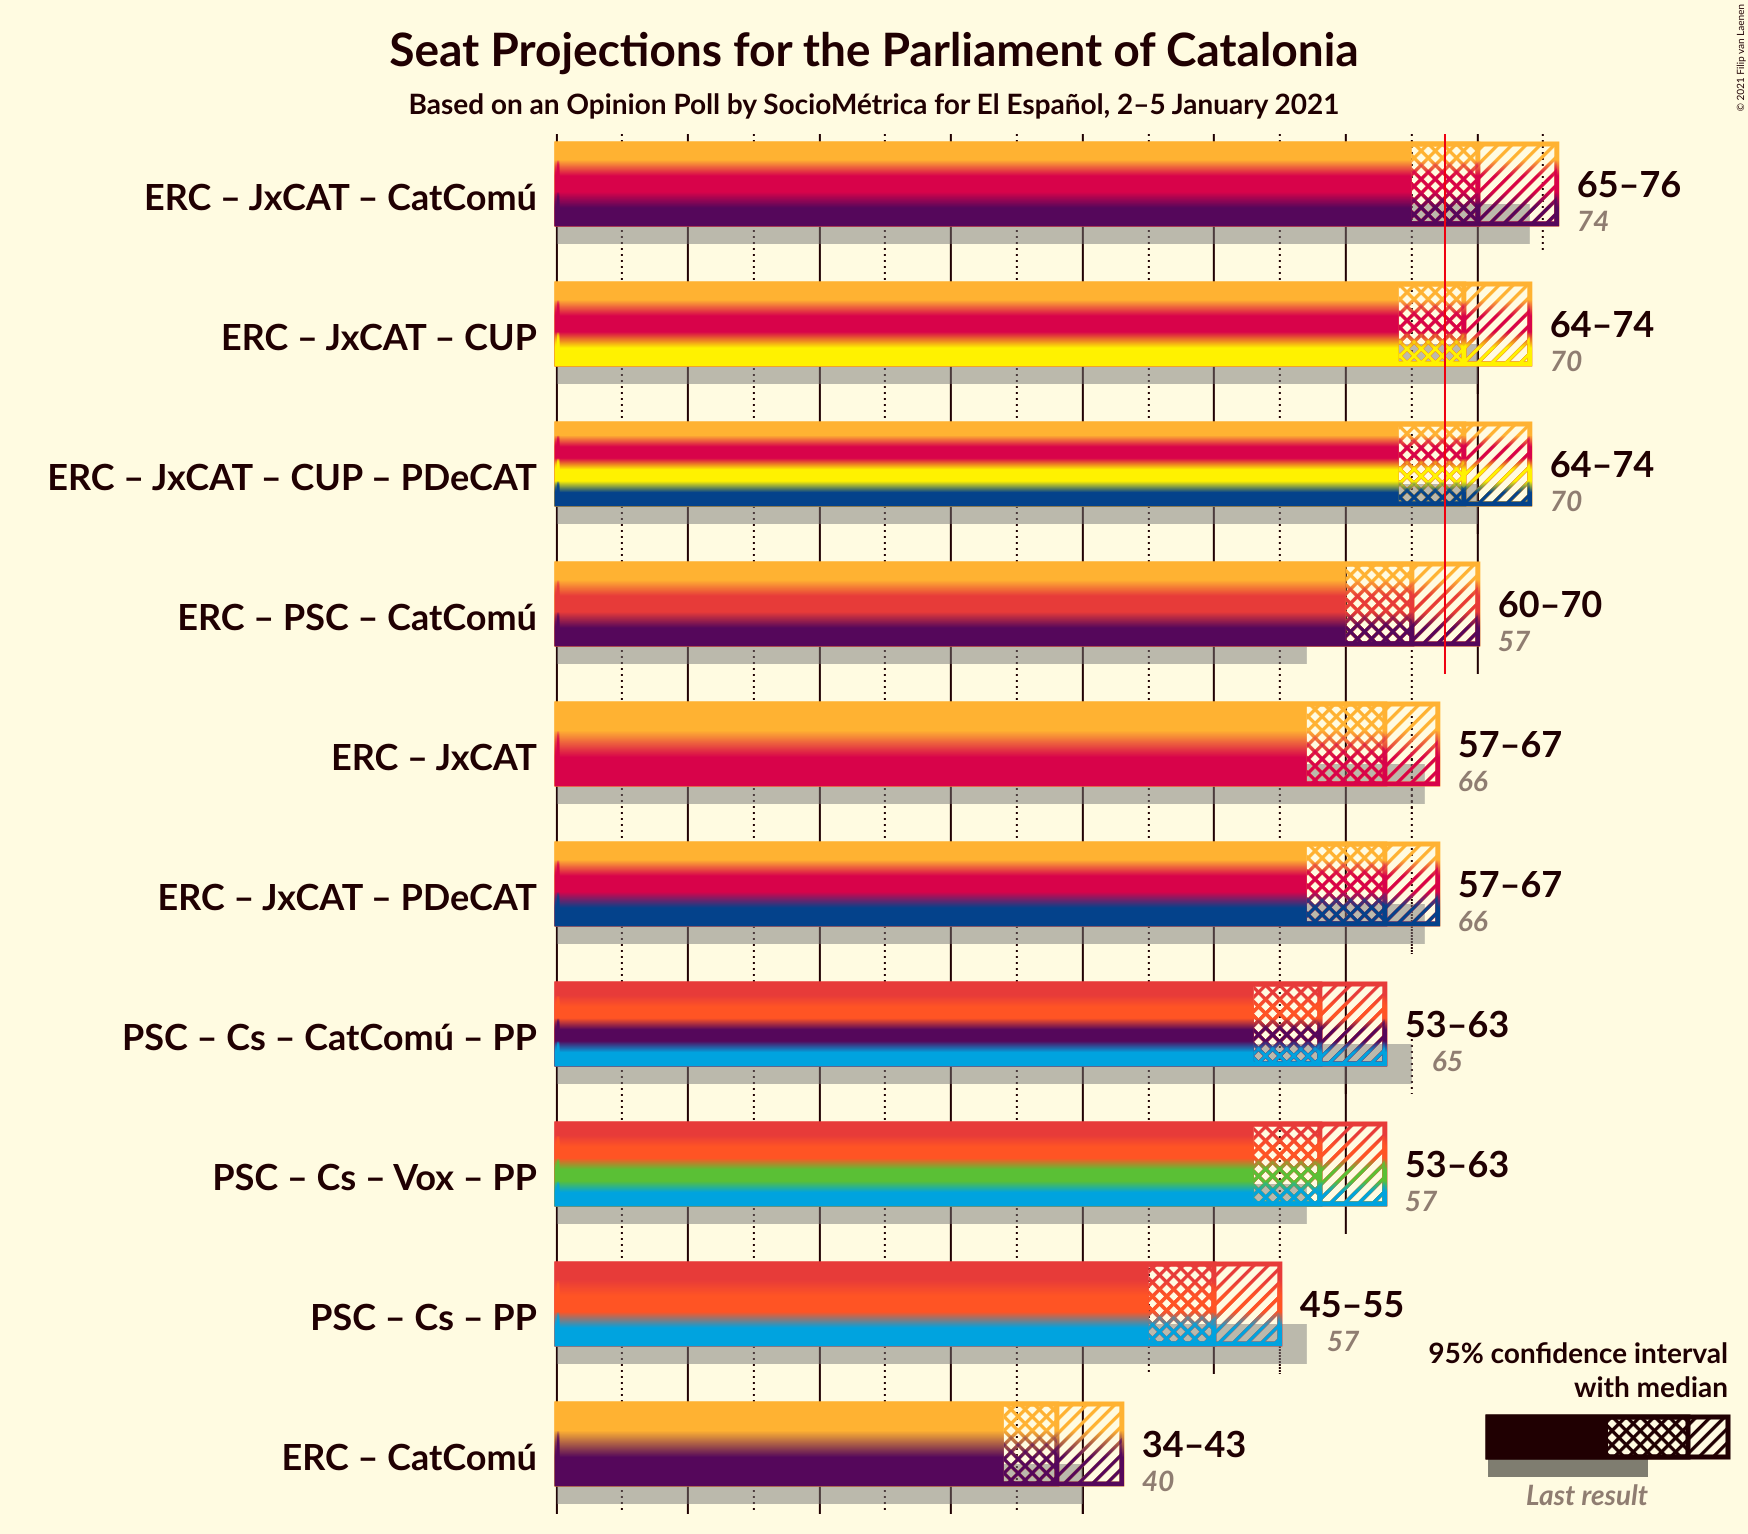 Seat Projections for the Parliament of Catalonia
Based on an Opinion Poll by SocioMétrica for El Español, 2–5 January 2021
© 2021 Filip van Laenen
ERC – JxCAT – CatComú
65–76
74
ERC – JxCAT – CUP
64–74
70
ERC – JxCAT – CUP – PDeCAT
64–74
70
ERC – PSC – CatComú
60–70
57
ERC – JxCAT
57–67
66
ERC – JxCAT – PDeCAT
57–67
66
PSC – Cs – CatComú – PP
53–63
65
PSC – Cs – Vox – PP
53–63
57
PSC – Cs – PP
45–55
57
ERC – CatComú
34–43
40
95% confidence interval
with median
Last result